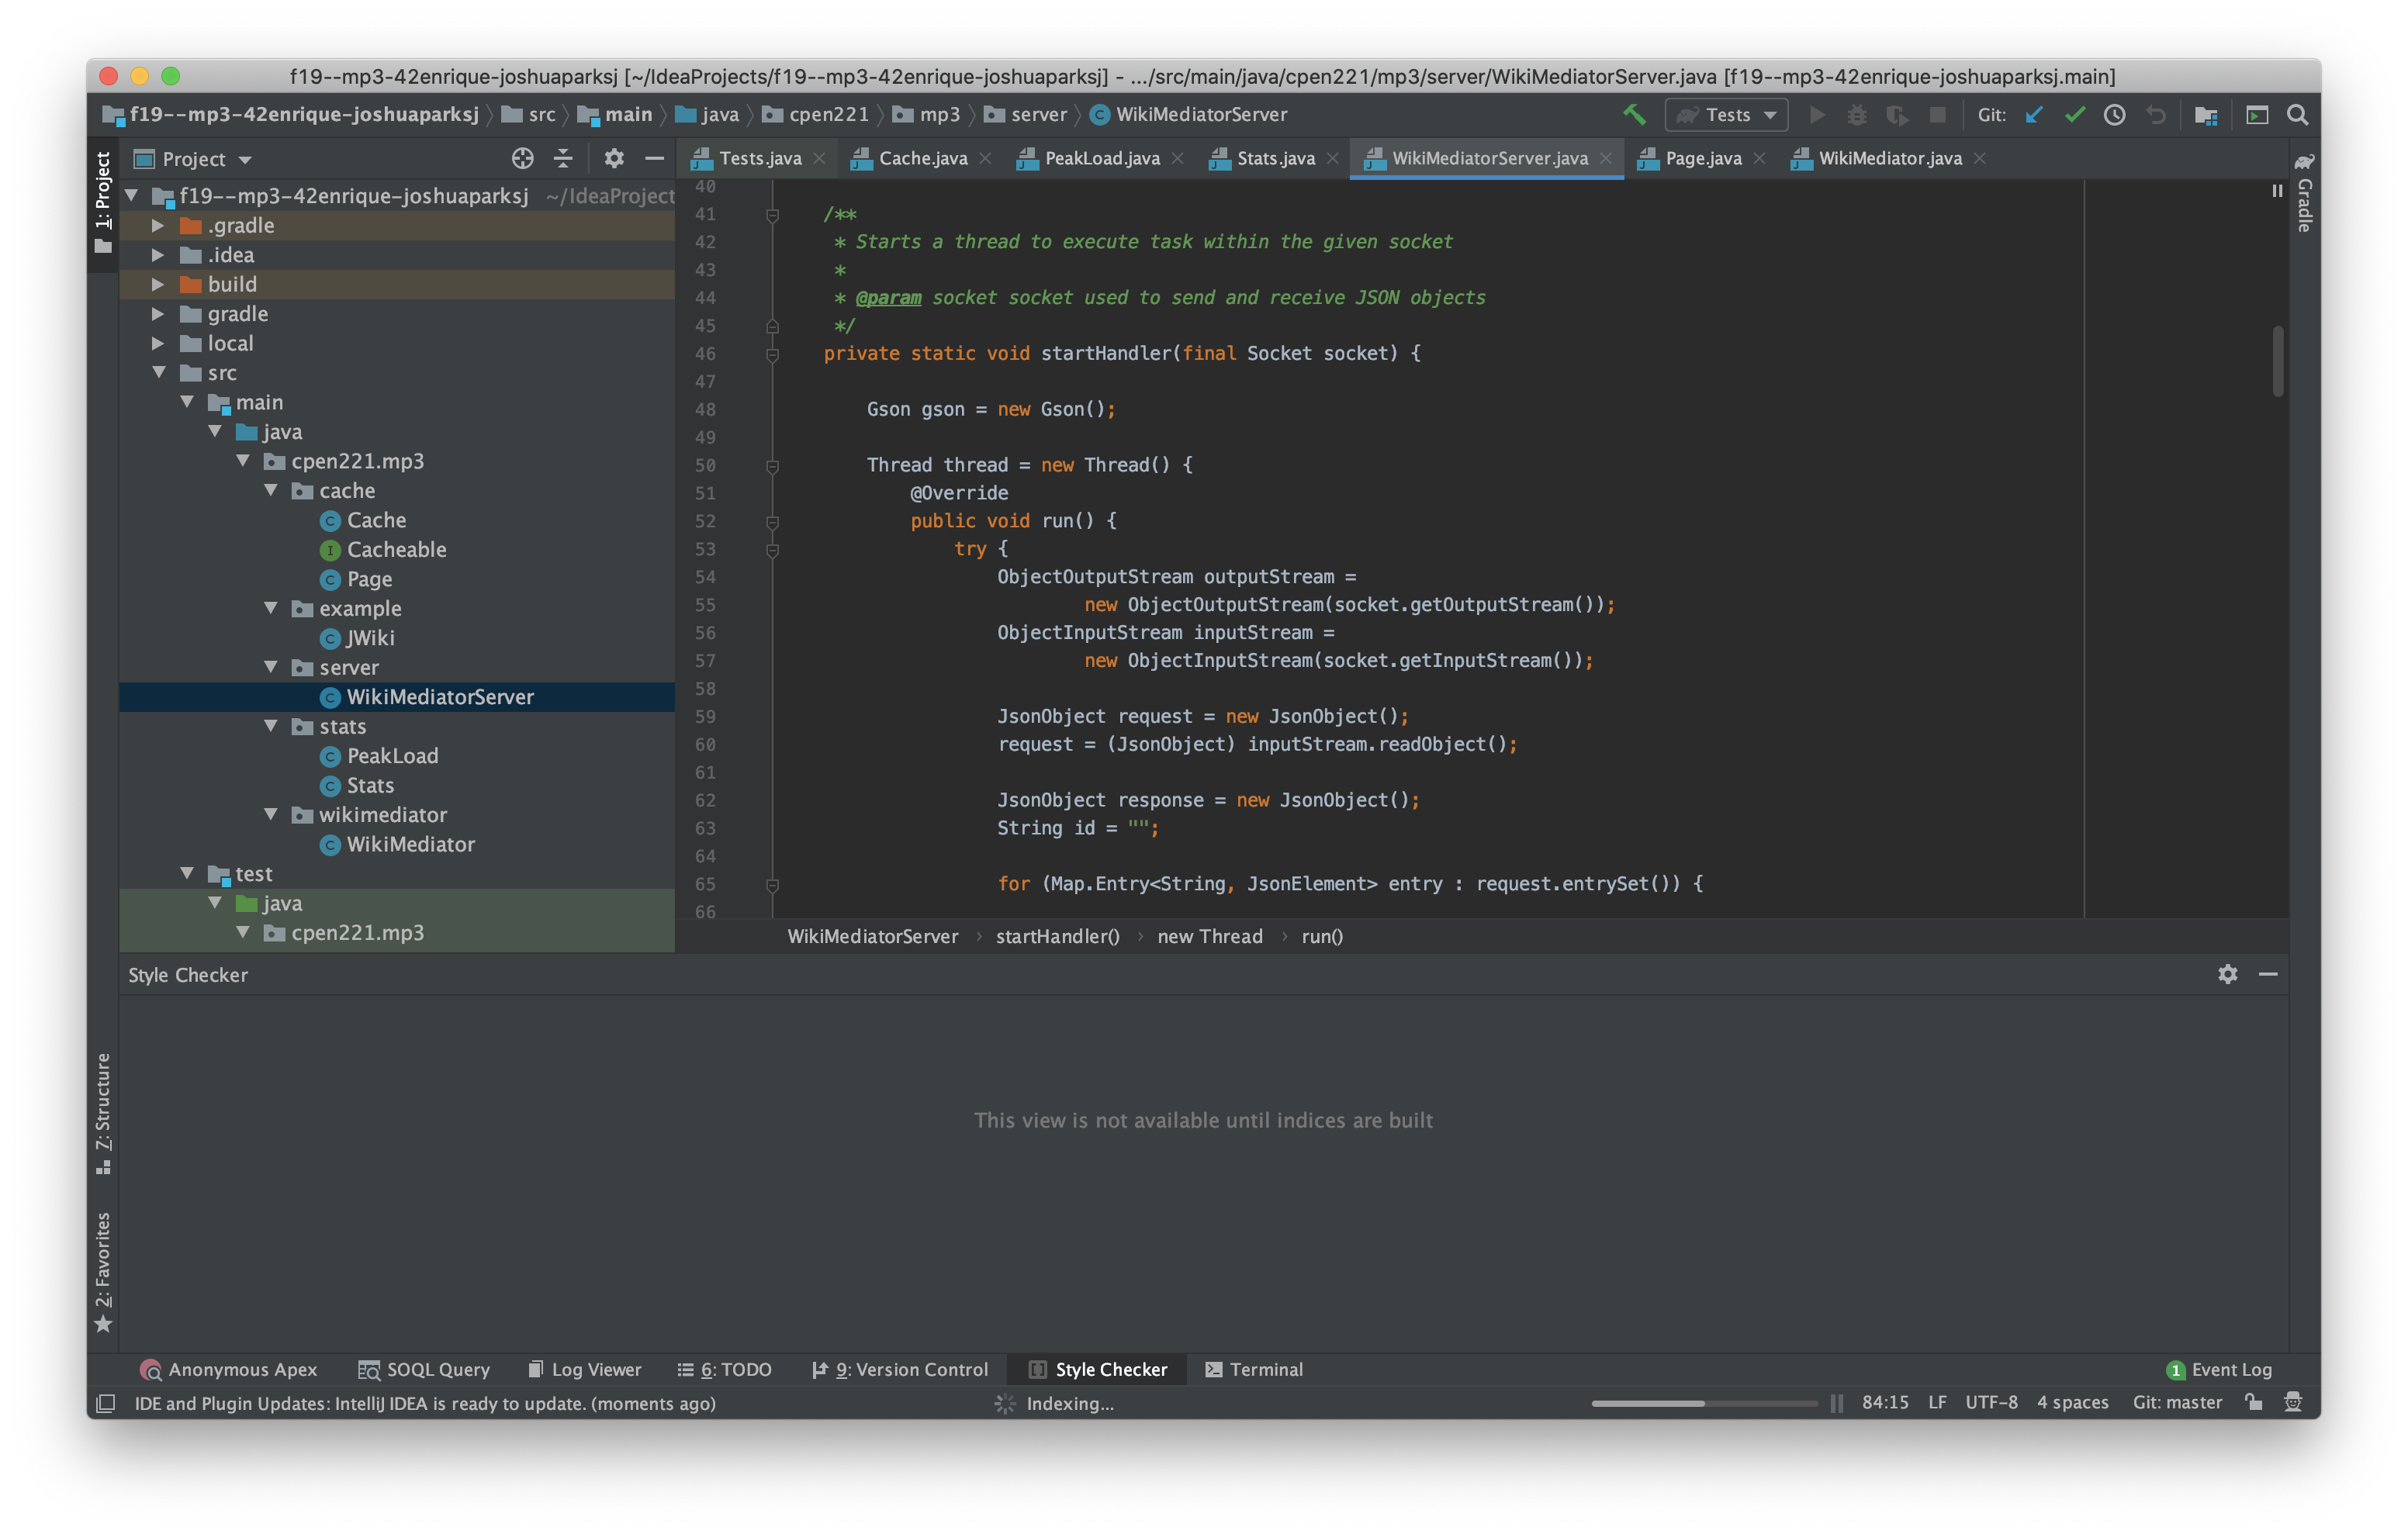 f19--mp3-42enrique-joshuaparksj [~/IdeaProjects/f19--mp3-42enrique-joshuaparksj] - .../src/main/java/cpen221/mp3/server/WikiMediatorServer.java [f19--mp3-42enrique-joshuaparksj.main]
f19--mp3-42enrique-joshuaparksj src main java cpen221 mp3 server WikiMediatorServer Tests Git:
1: Project
Project
Tests.java Cache.java PeakLoad.java Stats.java WikiMediatorServer.java Page.java WikiMediator.java
Gradle
f19--mp3-42enrique-joshuaparksj ~/IdeaProject
.gradle
.idea
build
gradle
local
src
main
java
cpen221.mp3
cache
Cache
Cacheable
Page
example
JWiki
server
WikiMediatorServer
stats
PeakLoad
Stats
wikimediator
WikiMediator
test
java
cpen221.mp3
40
41 /**
42 * Starts a thread to execute task within the given socket
43 *
44 * @param socket socket used to send and receive JSON objects
45 */
46 private static void startHandler(final Socket socket) {
47
48 Gson gson = new Gson();
49
50 Thread thread = new Thread() {
51 @Override
52 public void run() {
53 try {
54 ObjectOutputStream outputStream =
55 new ObjectOutputStream(socket.getOutputStream());
56 ObjectInputStream inputStream =
57 new ObjectInputStream(socket.getInputStream());
58
59 JsonObject request = new JsonObject();
60 request = (JsonObject) inputStream.readObject();
61
62 JsonObject response = new JsonObject();
63 String id = "";
64
65 for (Map.Entry<String, JsonElement> entry : request.entrySet()) {
66
WikiMediatorServer › startHandler() › new Thread › run()
Style Checker
This view is not available until indices are built
7: Structure
2: Favorites
Anonymous Apex SOQL Query Log Viewer 6: TODO 9: Version Control Style Checker Terminal 1 Event Log
IDE and Plugin Updates: IntelliJ IDEA is ready to update. (moments ago) Indexing... 84:15 LF UTF-8 4 spaces Git: master